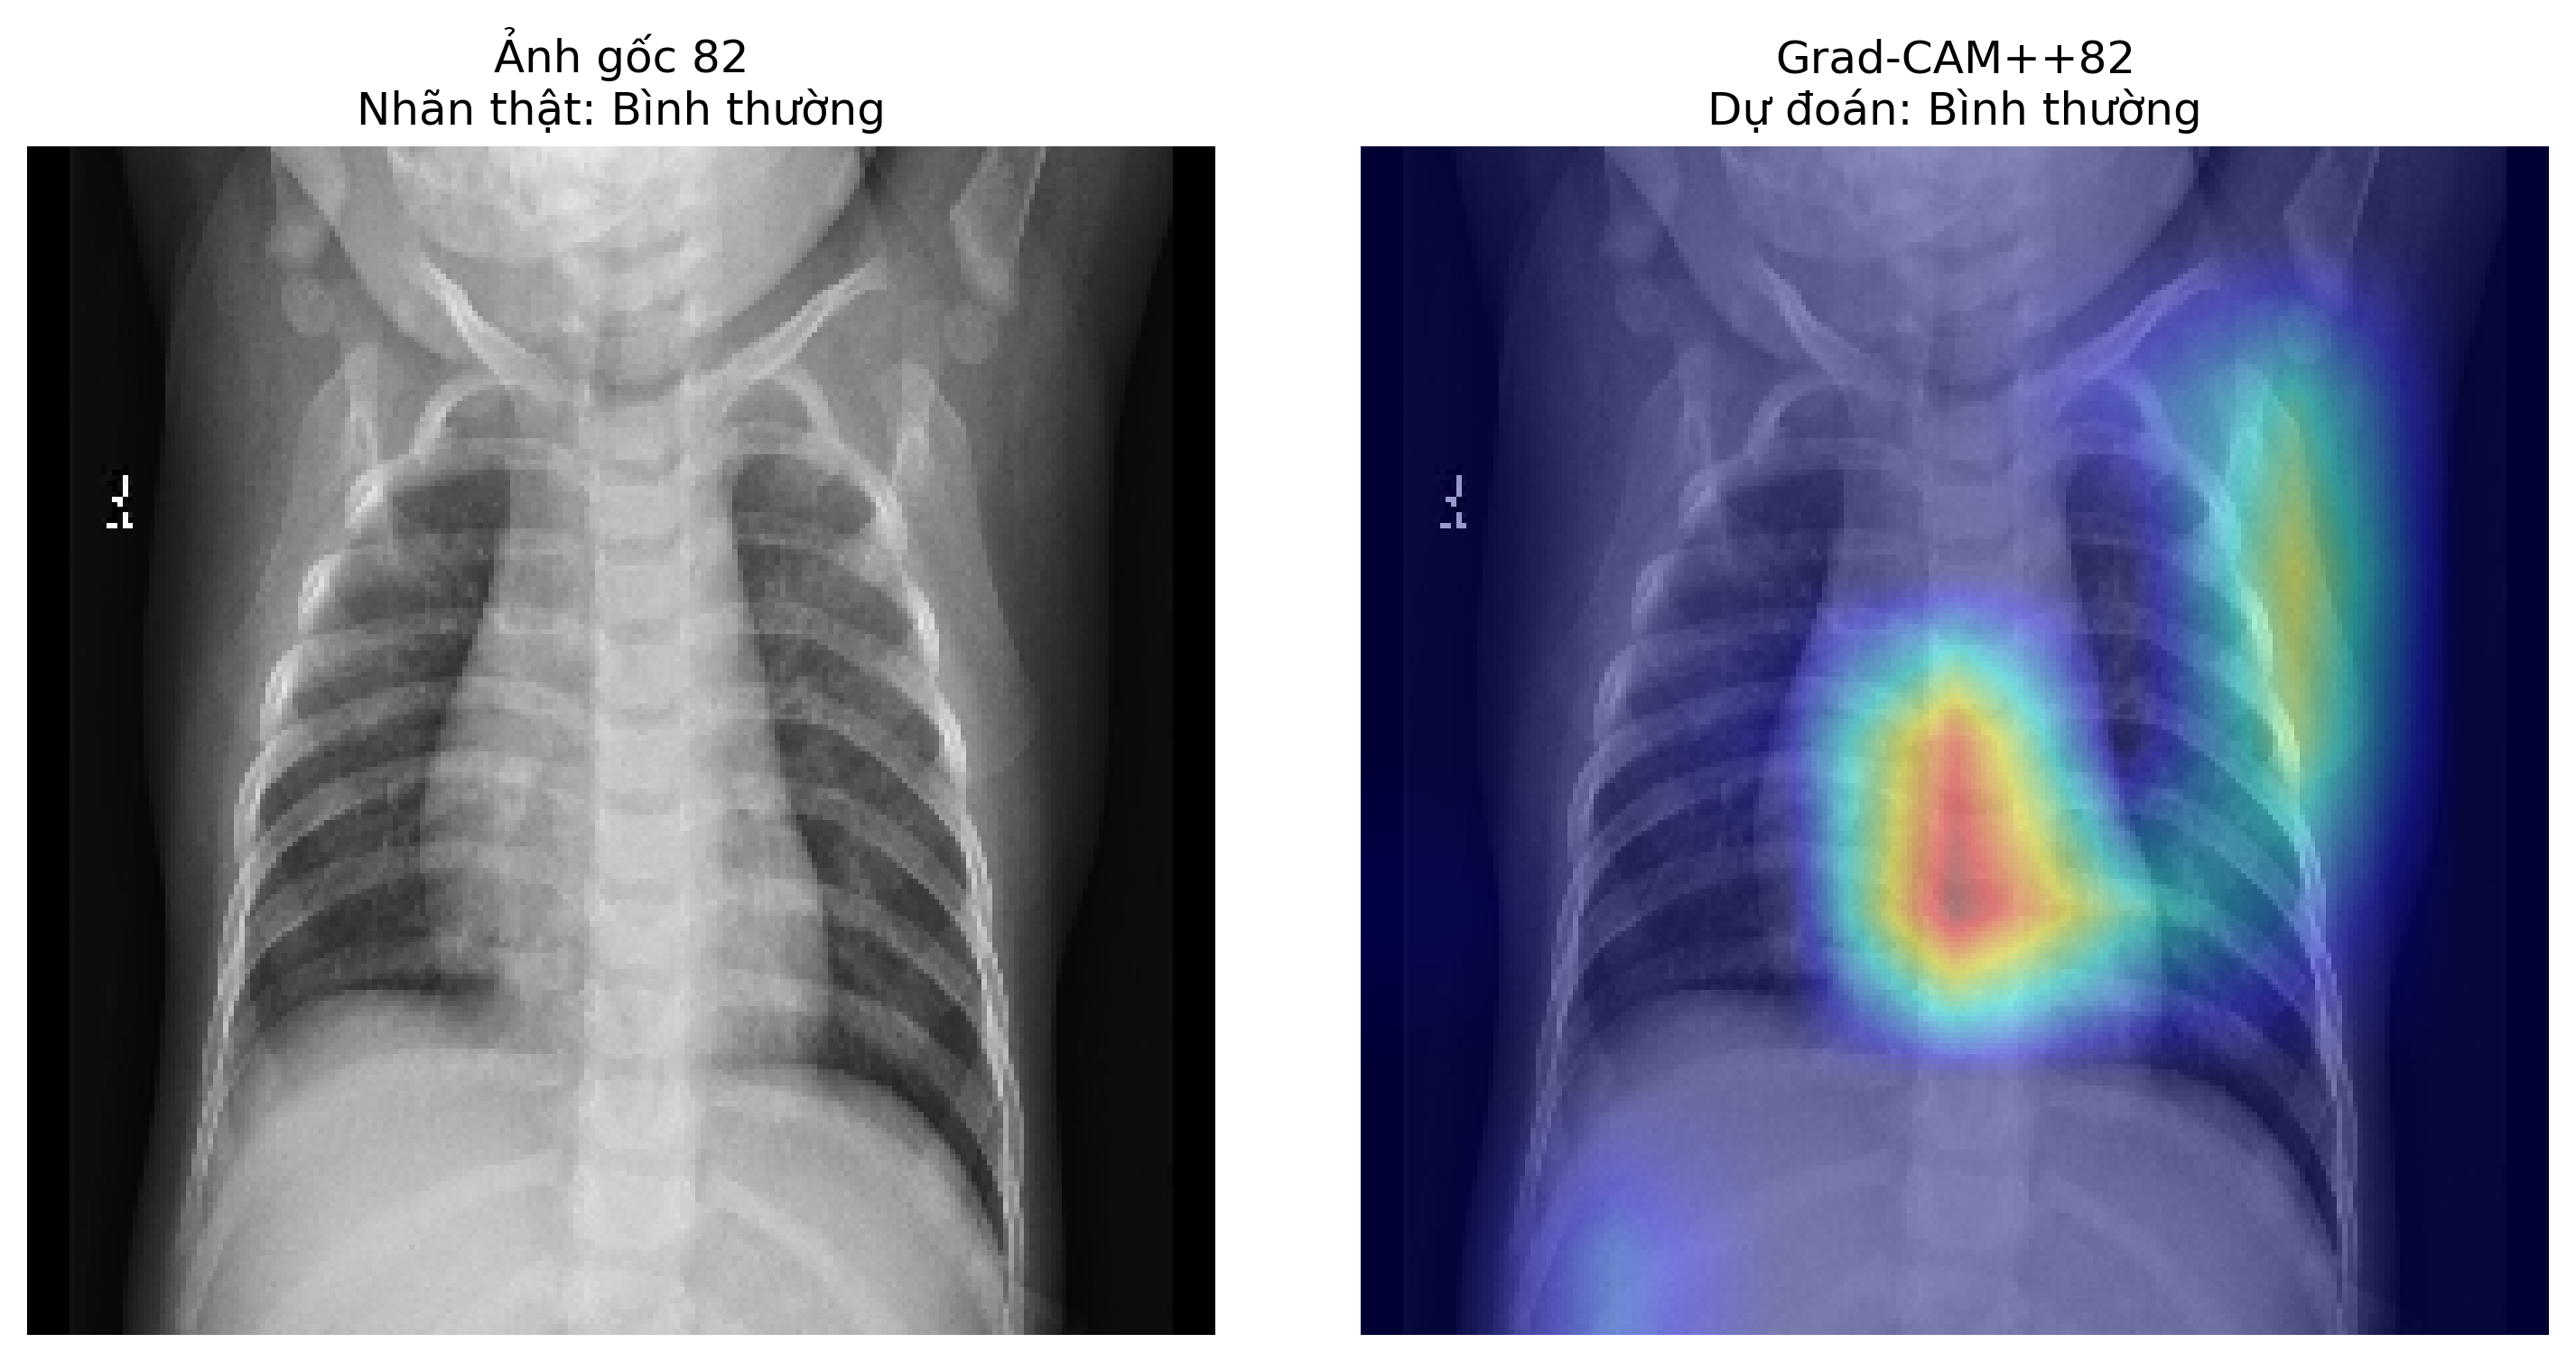 Ảnh gốc 82
Nhãn thật: Bình thường
Grad-CAM++82
Dự đoán: Bình thường